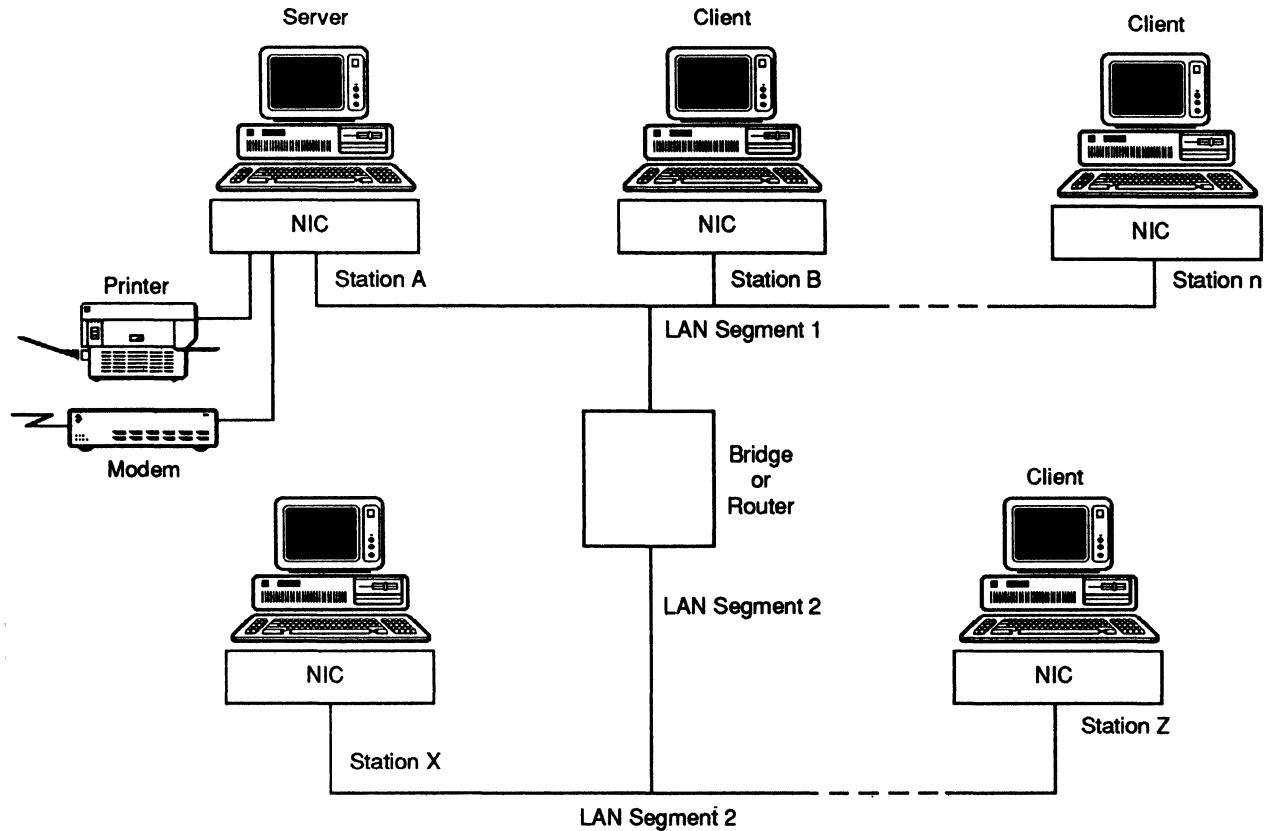 Server
Client
Client
NIC
NIC
NIC
Station A
Station B
Station n
Printer
LAN Segment 1
Modem
Bridge
or
Router
Client
LAN Segment 2
NIC
NIC
Station X
Station Z
LAN Segment 2